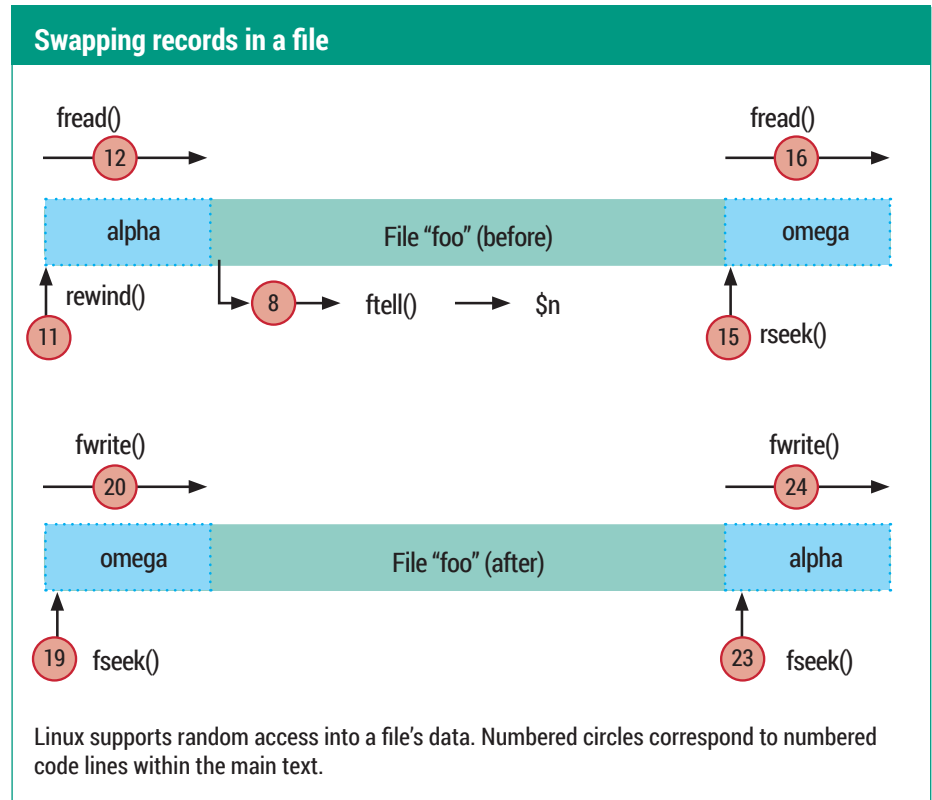 Swapping records in a file
fread() fread()
12 16
alpha File “foo” (before) omega
rewind() 8 ftell() $n
11 15 rseek()
fwrite() fwrite()
20 24
omega File “foo” (after) alpha
19 fseek() 23 fseek()
Linux supports random access into a file’s data. Numbered circles correspond to numbered
code lines within the main text.